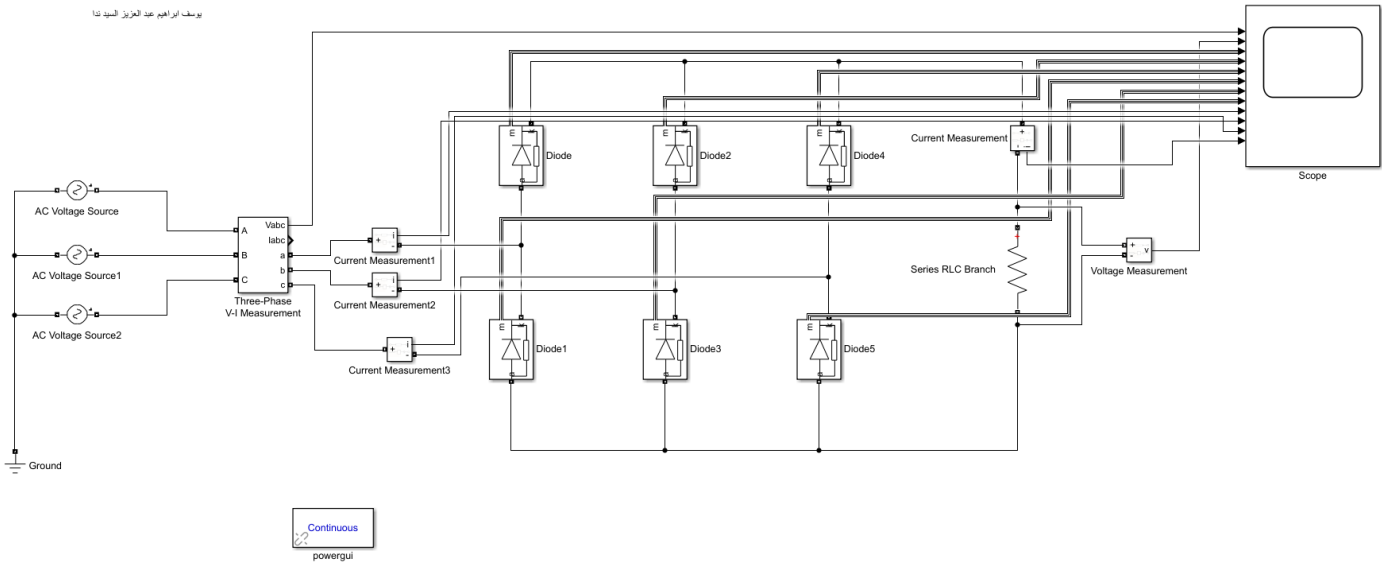 يوسف ابراهيم عبد العزيز السيد ندا
Scope
m
Diode
m
Diode2
m
Diode4
Current Measurement
+
i
-
AC Voltage Source
AC Voltage Source1
AC Voltage Source2
A
B
C
Vabc
Iabc
a
b
c
Three-Phase
V-I Measurement
+
i
-
Current Measurement1
+
i
-
Current Measurement2
+
i
-
Current Measurement3
+
Series RLC Branch
+
-
v
Voltage Measurement
m
Diode1
m
Diode3
m
Diode5
Ground
Continuous
powergui